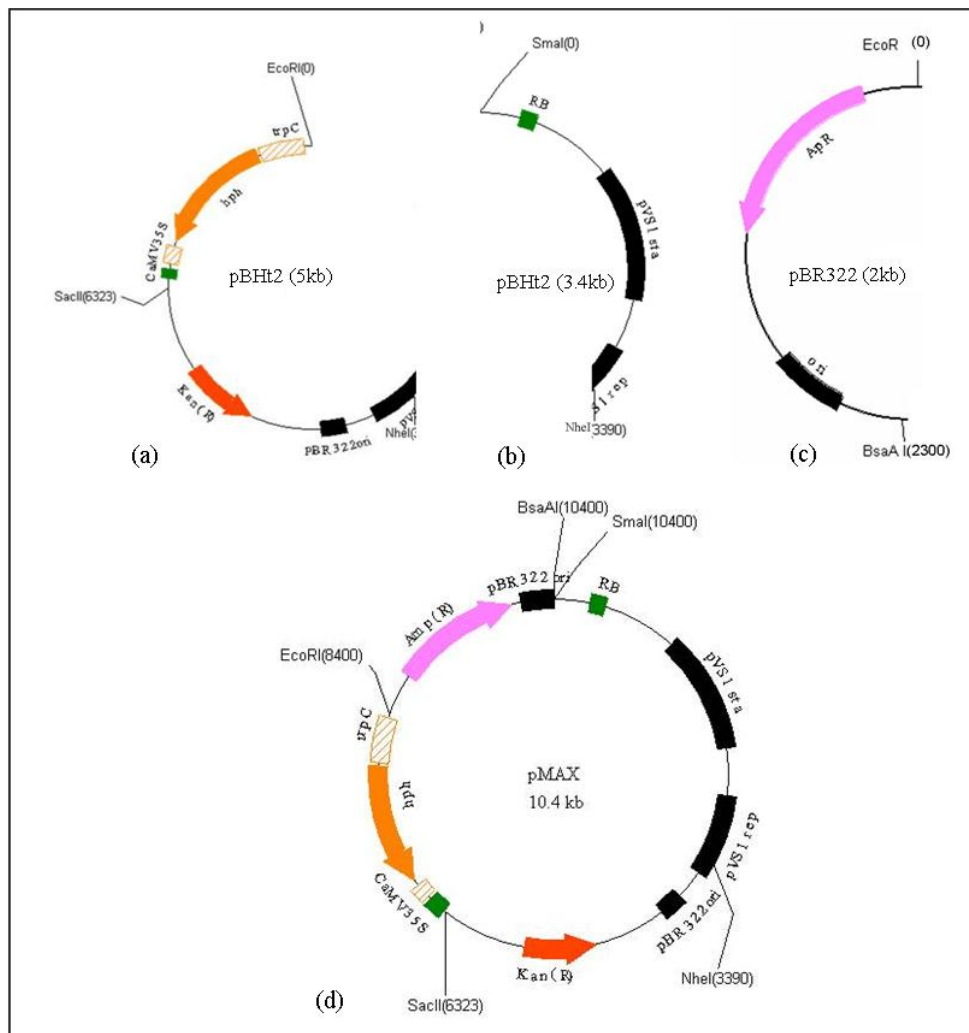 EcoRI(0)
trpC
hph
CaMV35S
pBHt2 (5kb)
SacII(6323)
Kan(R)
PBR322ori
NheI(3
(a)
SmaI(0)
RB
pVS1 sta
pBHt2 (3.4kb)
S1 rep
NheI(3390)
(b)
EcoR (0)
ApR
pBR322 (2kb)
ori
BsaA I(2300)
(c)
BsaAI(10400)
SmaI(10400)
pBR322 ori
RB
Amp(R)
EcoRI(8400)
pVS1 sta
trpC
pMAX
10.4 kb
hph
pVS1 rep
CaMV35S
pBR322ori
Kan(R)
NheI(3390)
SacII(6323)
(d)